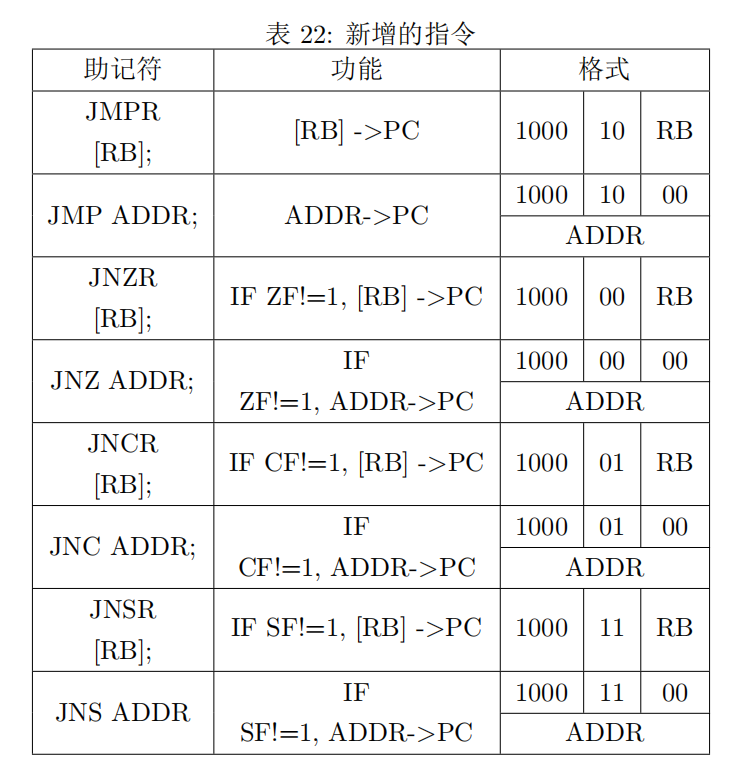 表 22: 新增的指令
助记符 功能 格式
JMPR
[RB];
[RB] ->PC
1000 10 RB
JMP ADDR;
ADDR->PC
1000 10 00
ADDR
JNZR
[RB];
IF ZF!=1, [RB] ->PC
1000 00 RB
JNZ ADDR;
IF
ZF!=1, ADDR->PC
1000 00 00
ADDR
JNCR
[RB];
IF CF!=1, [RB] ->PC
1000 01 RB
JNC ADDR;
IF
CF!=1, ADDR->PC
1000 01 00
ADDR
JNSR
[RB];
IF SF!=1, [RB] ->PC
1000 11 RB
JNS ADDR
IF
SF!=1, ADDR->PC
1000 11 00
ADDR